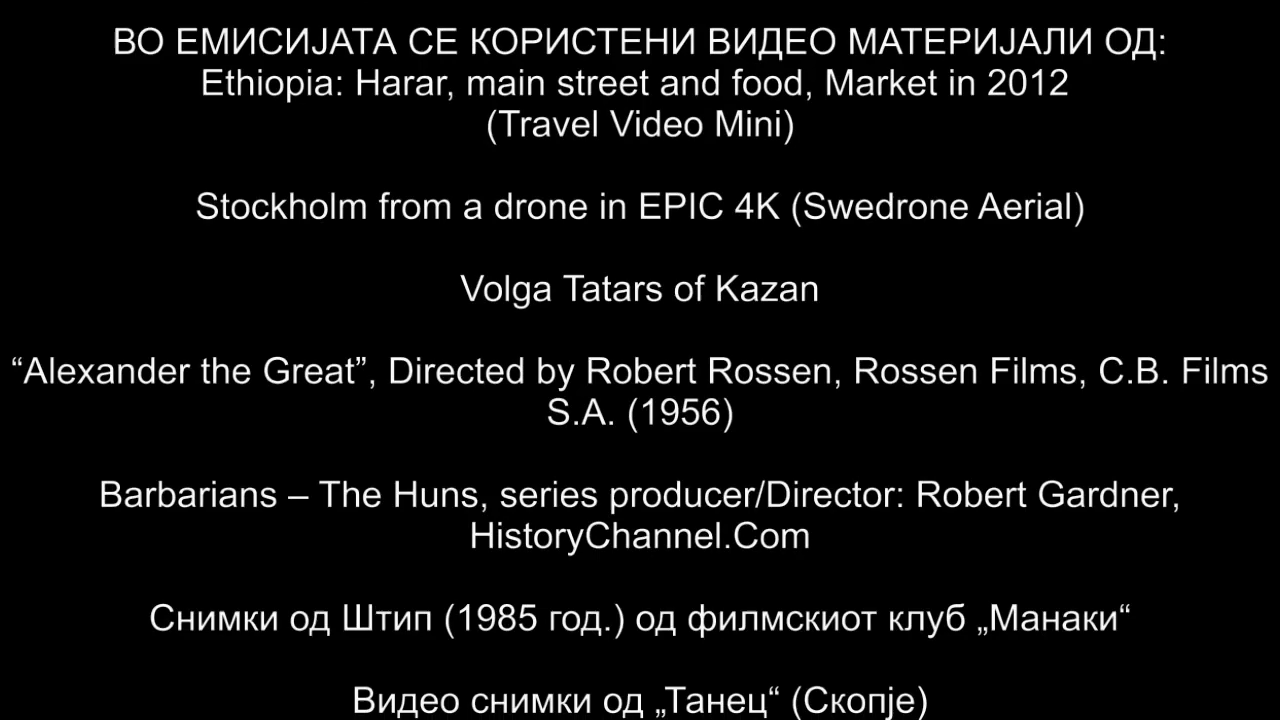 ВО ЕМИСИЈАТА СЕ КОРИСТЕНИ ВИДЕО МАТЕРИЈАЛИ ОД:
Ethiopia: Harar, main street and food, Market in 2012
(Travel Video Mini)
Stockholm from a drone in EPIC 4K (Swedrone Aerial)
Volga Tatars of Kazan
“Alexander the Great”, Directed by Robert Rossen, Rossen Films, C.B. Films
S.A. (1956)
Barbarians – The Huns, series producer/Director: Robert Gardner,
HistoryChannel.Com
Снимки од Штип (1985 год.) од филмскиот клуб „Манаки“
Видео снимки од „Танец“ (Скопје)